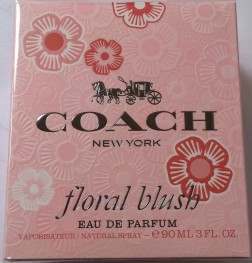 COACH
NEW YORK
floral blush
EAU DE PARFUM
VAPORISATEUR / NATURAL SPRAY - ℮ 90 ML 3 FL. OZ.